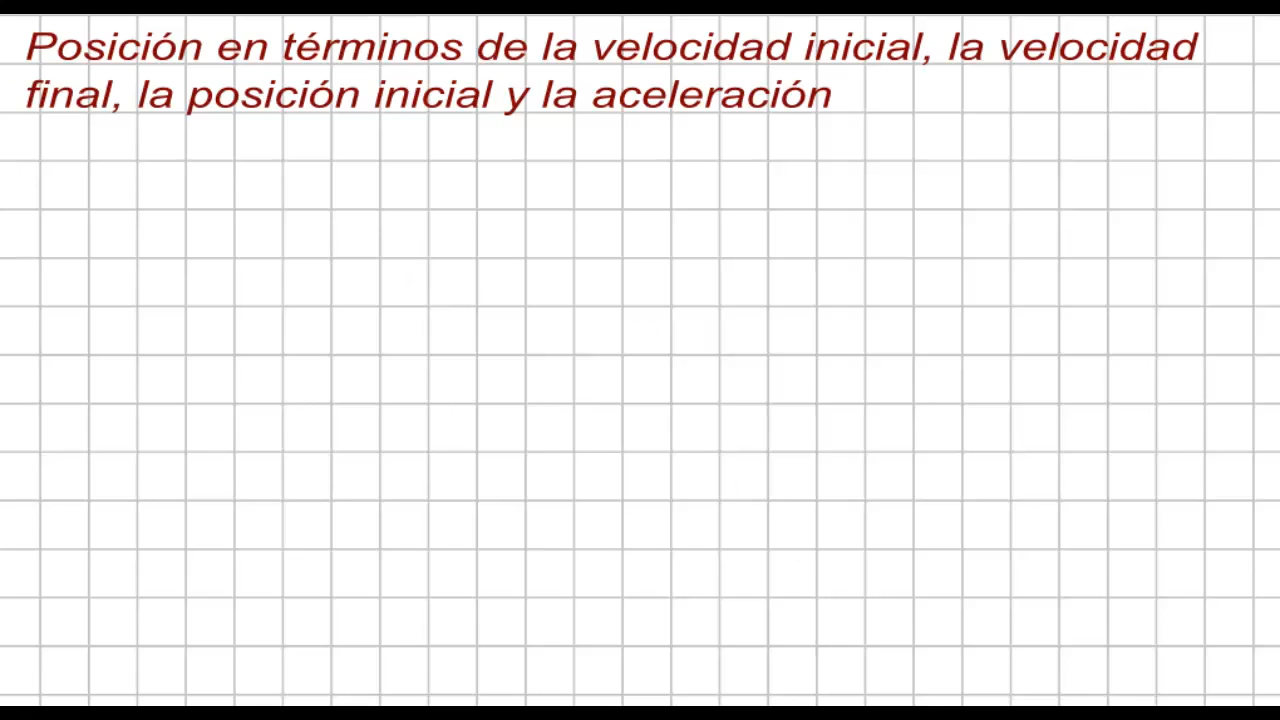 Posición en términos de la velocidad inicial, la velocidad
final, la posición inicial y la aceleración